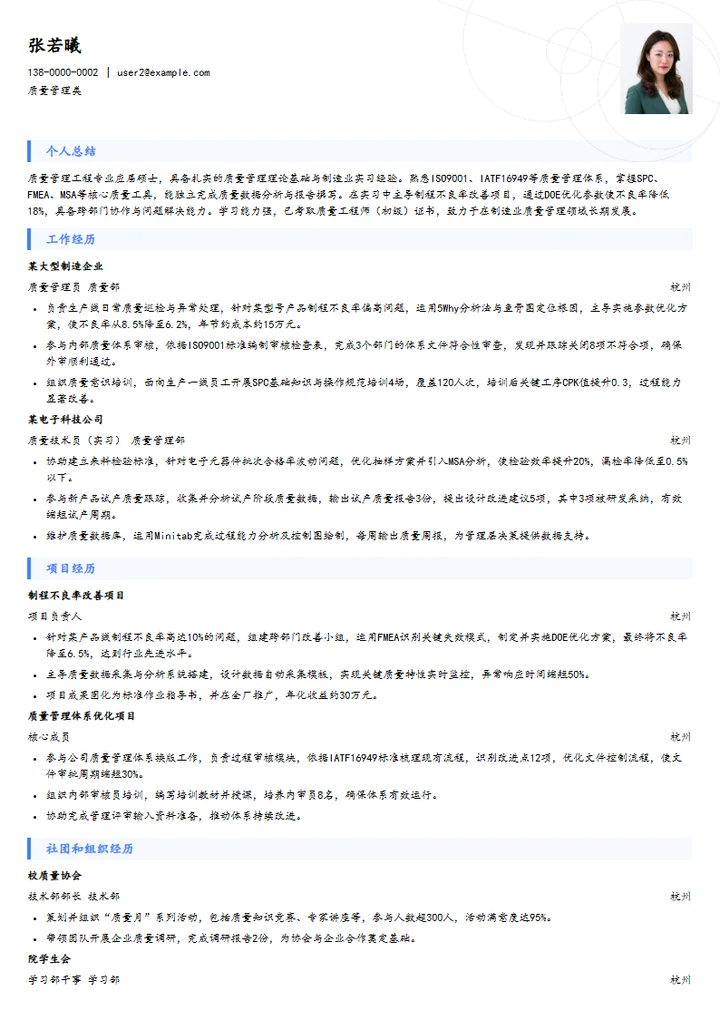 张若曦
138-0000-0002 | user2@example.com
质量管理类
个人总结
质量管理工程专业应届硕士，具备扎实的质量管理理论基础与制造业实习经验。熟悉ISO9001、IATF16949等质量管理体系，掌握SPC、
FMEA、MSA等核心质量工具，能独立完成质量数据分析与报告撰写。在实习中主导制程不良率改善项目，通过DOE优化参数使不良率降低
18%，具备跨部门协作与问题解决能力。学习能力强，已考取质量工程师（初级）证书，致力于在制造业质量管理领域长期发展。
工作经历
某大型制造企业
质量管理员 质量部 杭州
• 负责生产线日常质量巡检与异常处理，针对某型号产品制程不良率偏高问题，运用5Why分析法与鱼骨图定位根因，主导实施参数优化方
案，使不良率从8.5%降至6.2%，年节约成本约15万元。
• 参与内部质量体系审核，依据ISO9001标准编制审核检查表，完成3个部门的体系文件符合性审查，发现并跟踪关闭8项不符合项，确保
外审顺利通过。
• 组织质量意识培训，面向生产一线员工开展SPC基础知识与操作规范培训4场，覆盖120人次，培训后关键工序CPK值提升0.3，过程能力
显著改善。
某电子科技公司
质量技术员（实习） 质量管理部 杭州
• 协助建立来料检验标准，针对电子元器件批次合格率波动问题，优化抽样方案并引入MSA分析，使检验效率提升20%，漏检率降低至0.5%
以下。
• 参与新产品试产质量跟踪，收集并分析试产阶段质量数据，输出试产质量报告3份，提出设计改进建议5项，其中3项被研发采纳，有效
缩短试产周期。
• 维护质量数据库，运用Minitab完成过程能力分析及控制图绘制，每周输出质量周报，为管理层决策提供数据支持。
项目经历
制程不良率改善项目
项目负责人 杭州
• 针对某产品线制程不良率高达10%的问题，组建跨部门改善小组，运用FMEA识别关键失效模式，制定并实施DOE优化方案，最终将不良率
降至6.5%，达到行业先进水平。
• 主导质量数据采集与分析系统搭建，设计数据自动采集模板，实现关键质量特性实时监控，异常响应时间缩短50%。
• 项目成果固化为标准作业指导书，并在全厂推广，年化收益约30万元。
质量管理体系优化项目
核心成员 杭州
• 参与公司质量管理体系换版工作，负责过程审核模块，依据IATF16949标准梳理现有流程，识别改进点12项，优化文件控制流程，使文
件审批周期缩短30%。
• 组织内部审核员培训，编写培训教材并授课，培养内审员8名，确保体系有效运行。
• 协助完成管理评审输入资料准备，推动体系持续改进。
社团和组织经历
校质量协会
技术部部长 技术部 杭州
• 策划并组织“质量月”系列活动，包括质量知识竞赛、专家讲座等，参与人数超300人，活动满意度达95%。
• 带领团队开展企业质量调研，完成调研报告2份，为协会与企业合作奠定基础。
院学生会
学习部干事 学习部 杭州